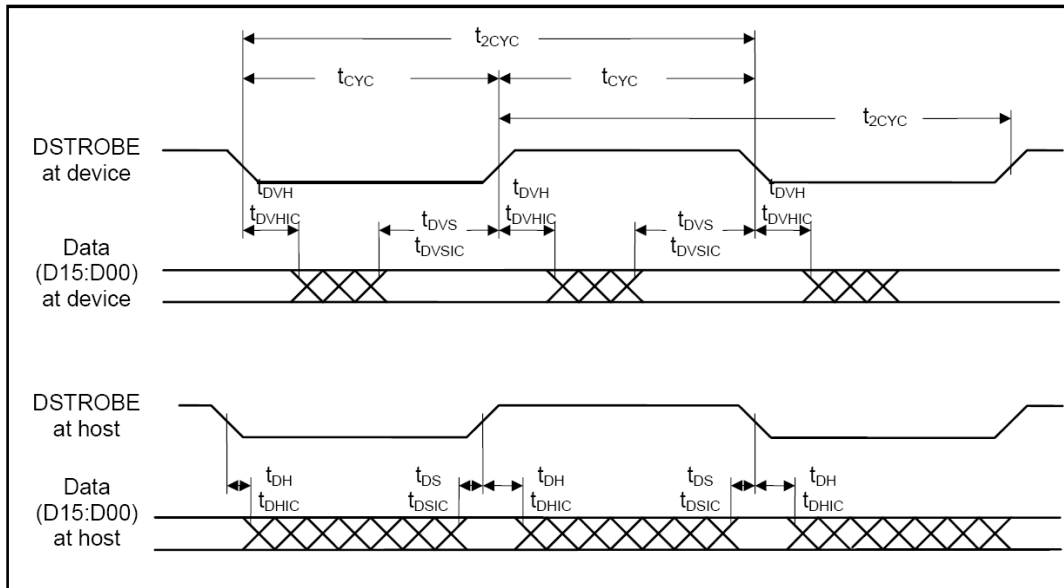 t2CYC
tCYC
tCYC
t2CYC
DSTROBE
at device
tDVH
tDVHIC
tDVS
tDVSIC
tDVH
tDVHIC
tDVS
tDVSIC
tDVH
tDVHIC
Data
(D15:D00)
at device
DSTROBE
at host
tDH
tDHIC
tDS
tDSIC
tDH
tDHIC
tDS
tDSIC
tDH
tDHIC
Data
(D15:D00)
at host